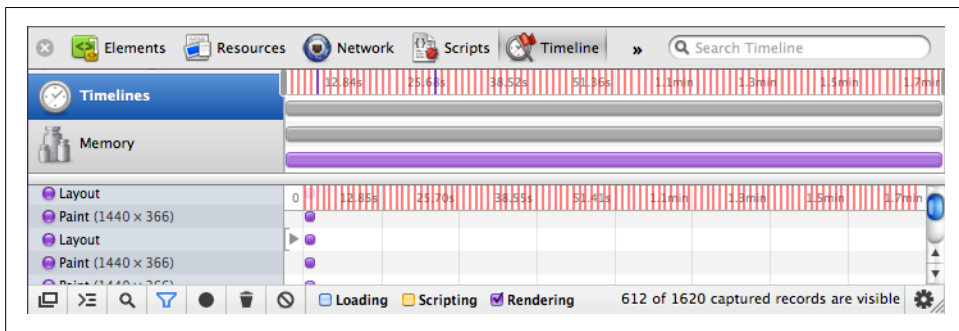 Elements Resources Network Scripts Timeline » Search Timeline
Timelines
12.84s 25.68s 38.52s 51.36s 1.1min 1.3min 1.5min 1.7min
Memory
Layout
0 12.85s 25.70s 38.55s 51.41s 1.1min 1.3min 1.5min 1.7min
Paint (1440 × 366)
Layout
Paint (1440 × 366)
Paint (1440 × 366)
Loading Scripting Rendering 612 of 1620 captured records are visible